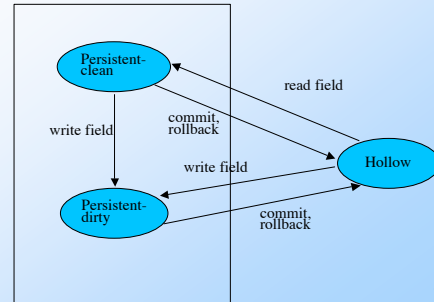 Persistent-
clean
read field
commit,
rollback
write field
Hollow
write field
Persistent-
dirty
commit,
rollback